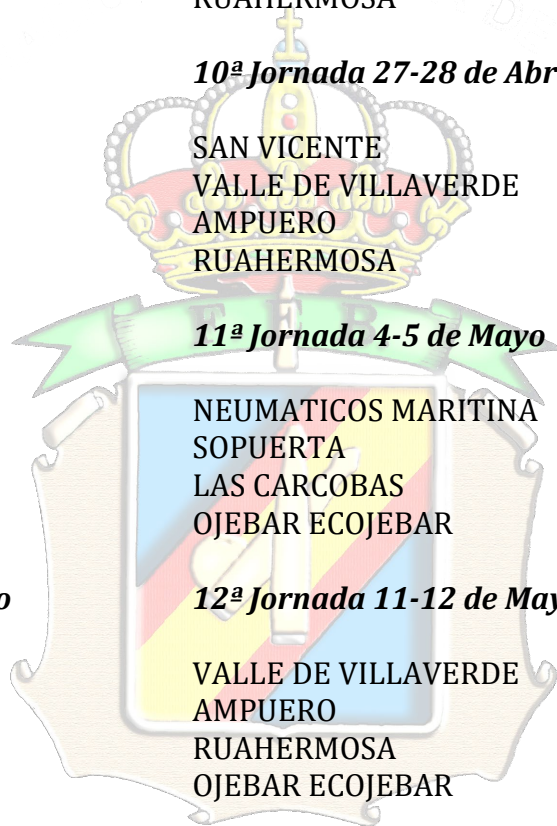 RUAHERMOSA
10ª Jornada 27-28 de Abr
SAN VICENTE
VALLE DE VILLAVERDE
AMPUERO
RUAHERMOSA
F E B
11ª Jornada 4-5 de Mayo
NEUMATICOS MARITINA
SOPUERTA
LAS CARCOBAS
OJEBAR ECOJEBAR
o 12ª Jornada 11-12 de May
VALLE DE VILLAVERDE
AMPUERO
RUAHERMOSA
OJEBAR ECOJEBAR